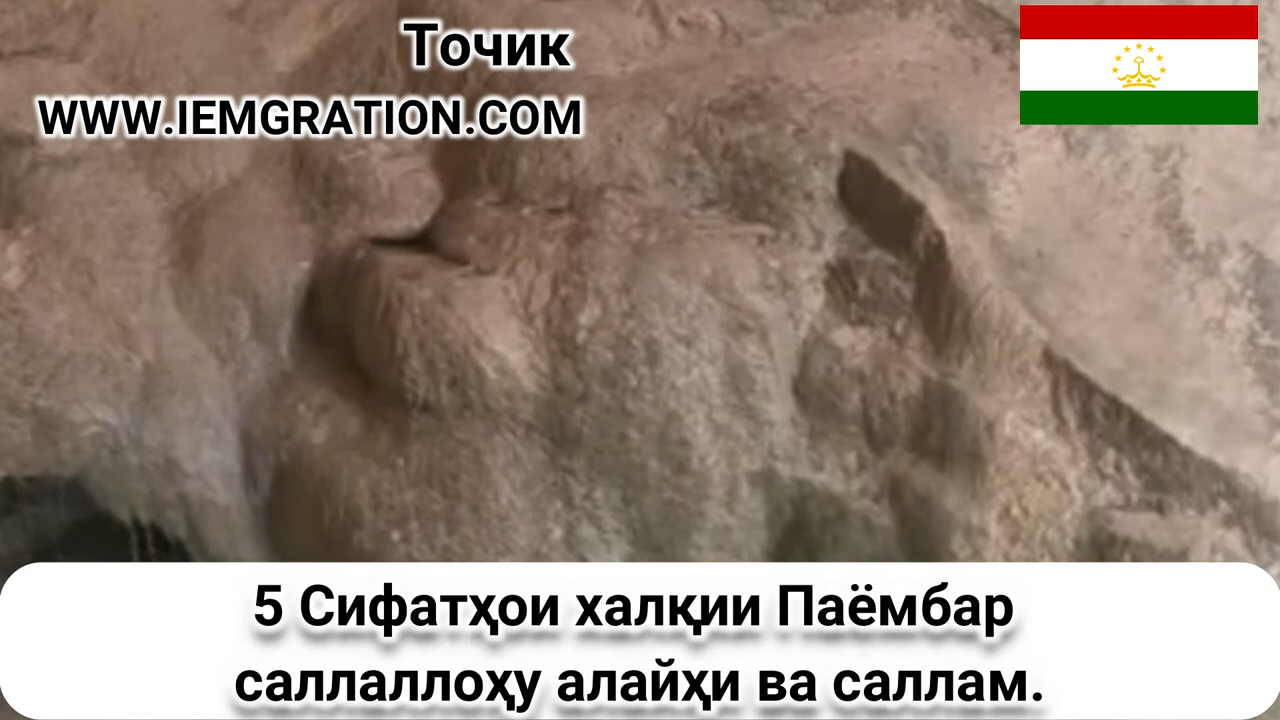 Точик
WWW.IEMGRATION.COM
5 Сифатҳои халқии Паёмбар
саллаллоҳу алайҳи ва саллам.